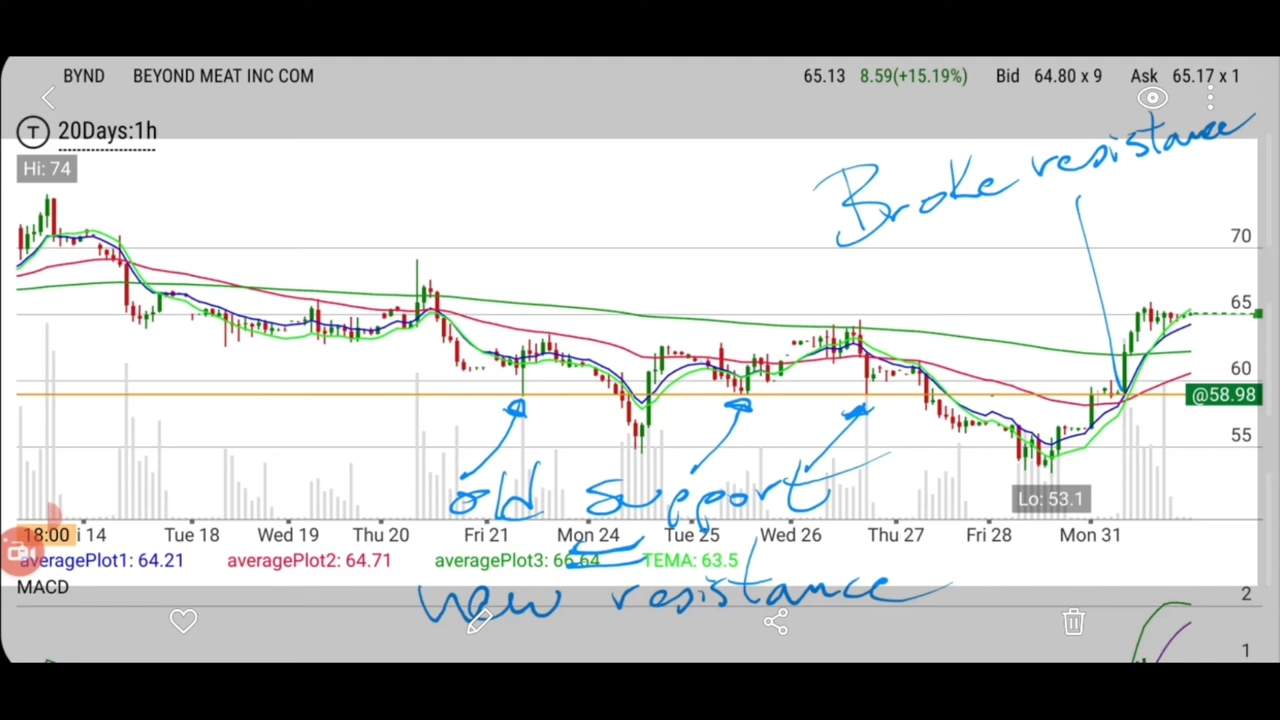 BYND BEYOND MEAT INC COM 65.13 8.59(+15.19%) Bid 64.80 x 9 Ask 65.17 x 1
T 20Days:1h
Broke resistance
Hi: 74
70
65
60
@58.98
55
old support
Lo: 53.1
18:00 i 14 Tue 18 Wed 19 Thu 20 Fri 21 Mon 24 Tue 25 Wed 26 Thu 27 Fri 28 Mon 31
averagePlot1: 64.21 averagePlot2: 64.71 averagePlot3: 66.64 TEMA: 63.5
=
new resistance
MACD
2
1